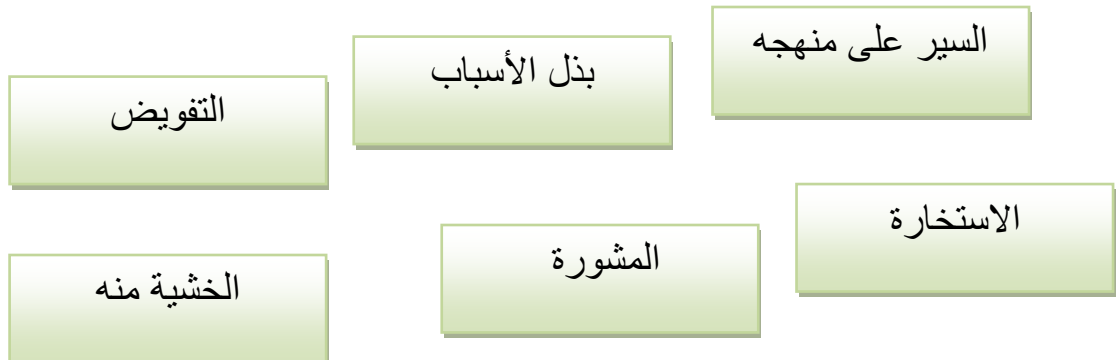 السير على منهجه
بذل الأسباب
التفويض
الاستخارة
المشورة
الخشية منه